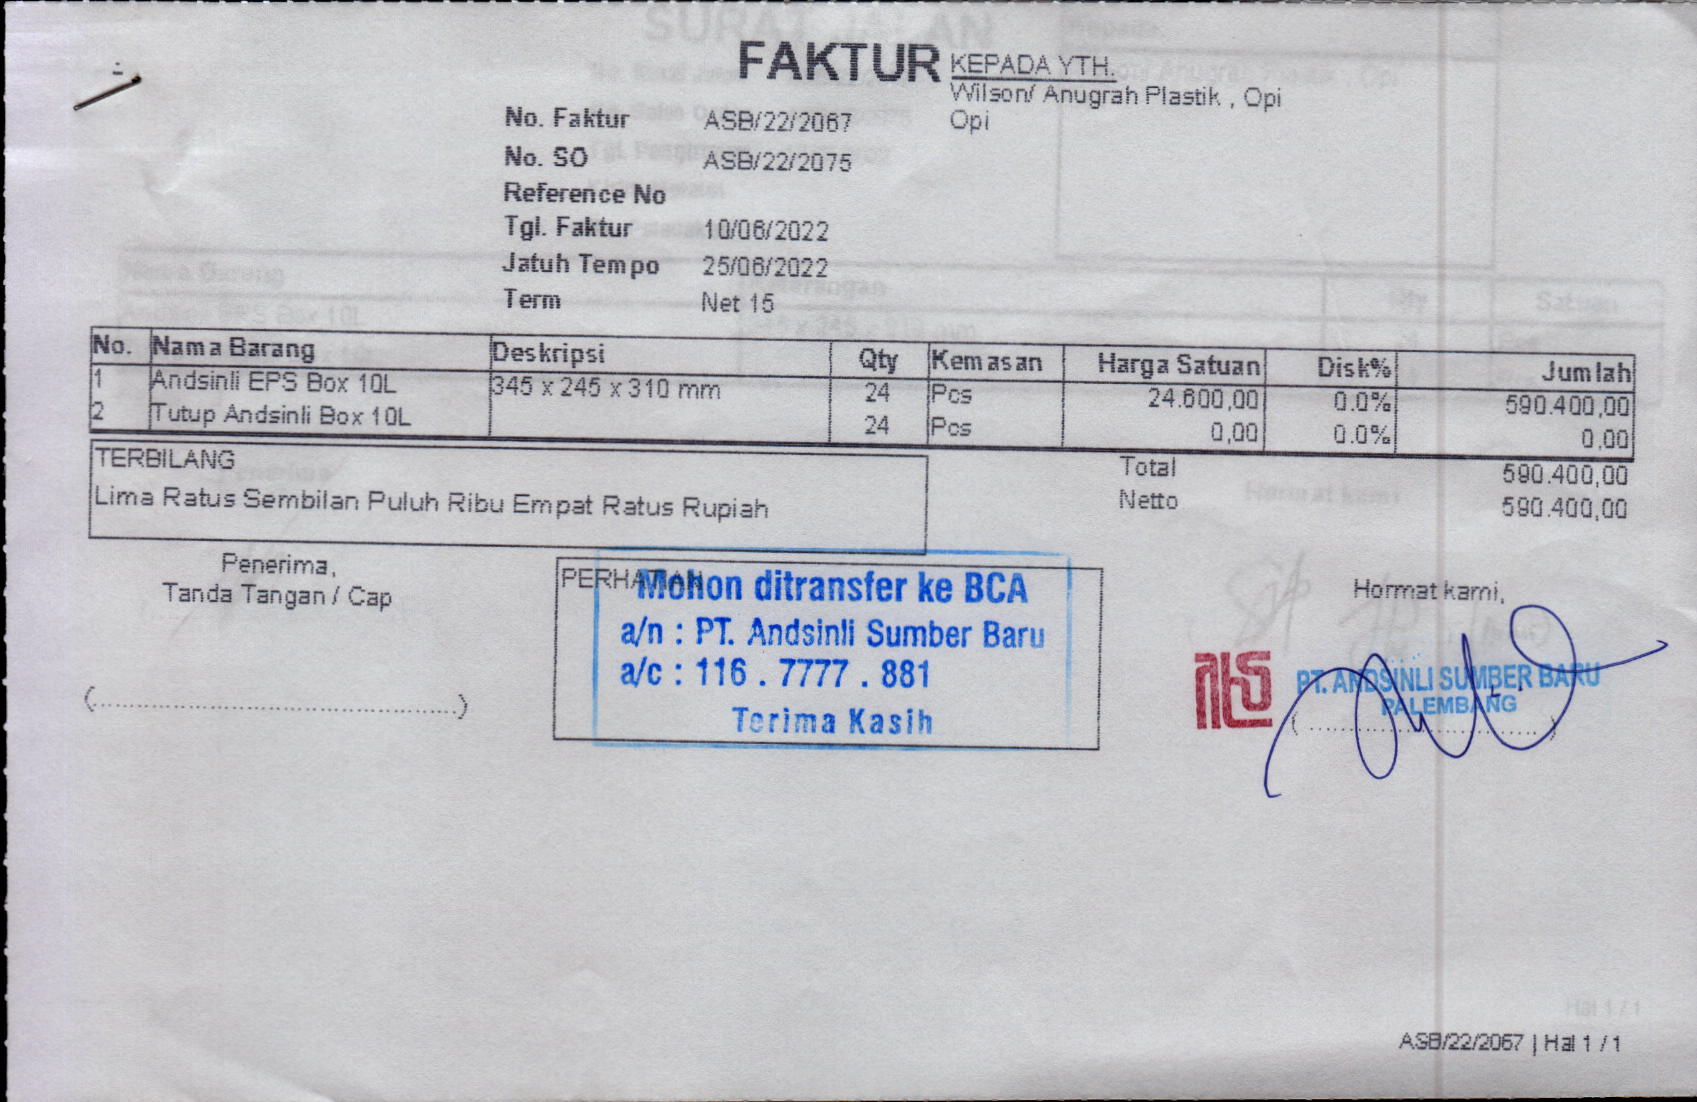 FAKTUR
KEPADA YTH.
Wilson/ Anugrah Plastik , Opi
Opi
No. Faktur ASB/22/2067
No. SO ASB/22/2075
Reference No
Tgl. Faktur 10/06/2022
Jatuh Tempo 25/06/2022
Term Net 15
No. Nama Barang Deskripsi Qty Kemasan Harga Satuan Disk% Jumlah
1 Andsinli EPS Box 10L 345 x 245 x 310 mm 24 Pcs 24.600,00 0.0% 590.400,00
2 Tutup Andsinli Box 10L 24 Pcs 0,00 0.0% 0,00
TERBILANG
Lima Ratus Sembilan Puluh Ribu Empat Ratus Rupiah
Total 590.400,00
Netto 590.400,00
Penerima,
Tanda Tangan / Cap
(........................................................)
PERHATIAN
Mohon ditransfer ke BCA
a/n : PT. Andsinli Sumber Baru
a/c : 116 . 7777 . 881
Terima Kasih
Hormat kami,
PT. ANDSINLI SUMBER BARU
PALEMBANG
ASB/22/2067 | Hal 1 / 1